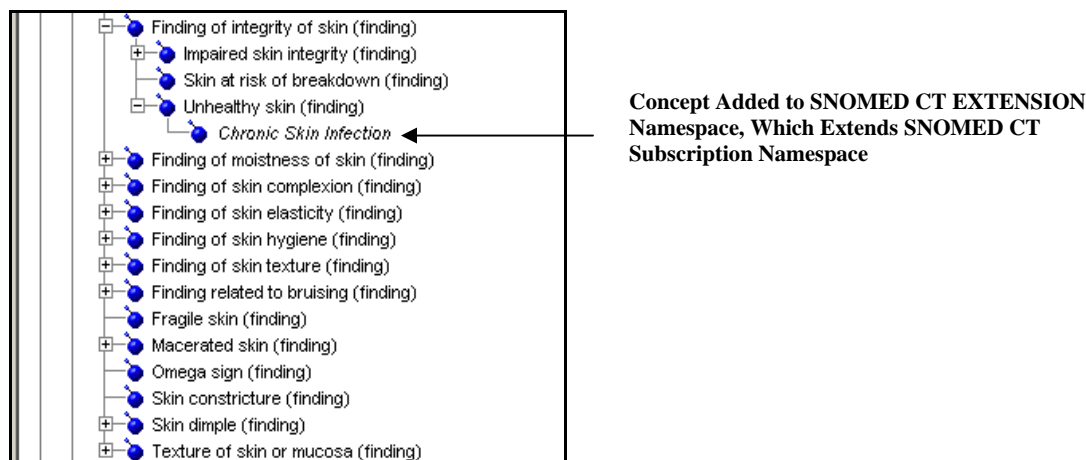 Finding of integrity of skin (finding)
Impaired skin integrity (finding)
Skin at risk of breakdown (finding)
Unhealthy skin (finding)
Chronic Skin Infection
Finding of moistness of skin (finding)
Finding of skin complexion (finding)
Finding of skin elasticity (finding)
Finding of skin hygiene (finding)
Finding of skin texture (finding)
Finding related to bruising (finding)
Fragile skin (finding)
Macerated skin (finding)
Omega sign (finding)
Skin constricture (finding)
Skin dimple (finding)
Texture of skin or mucosa (finding)
Concept Added to SNOMED CT EXTENSION
Namespace, Which Extends SNOMED CT
Subscription Namespace